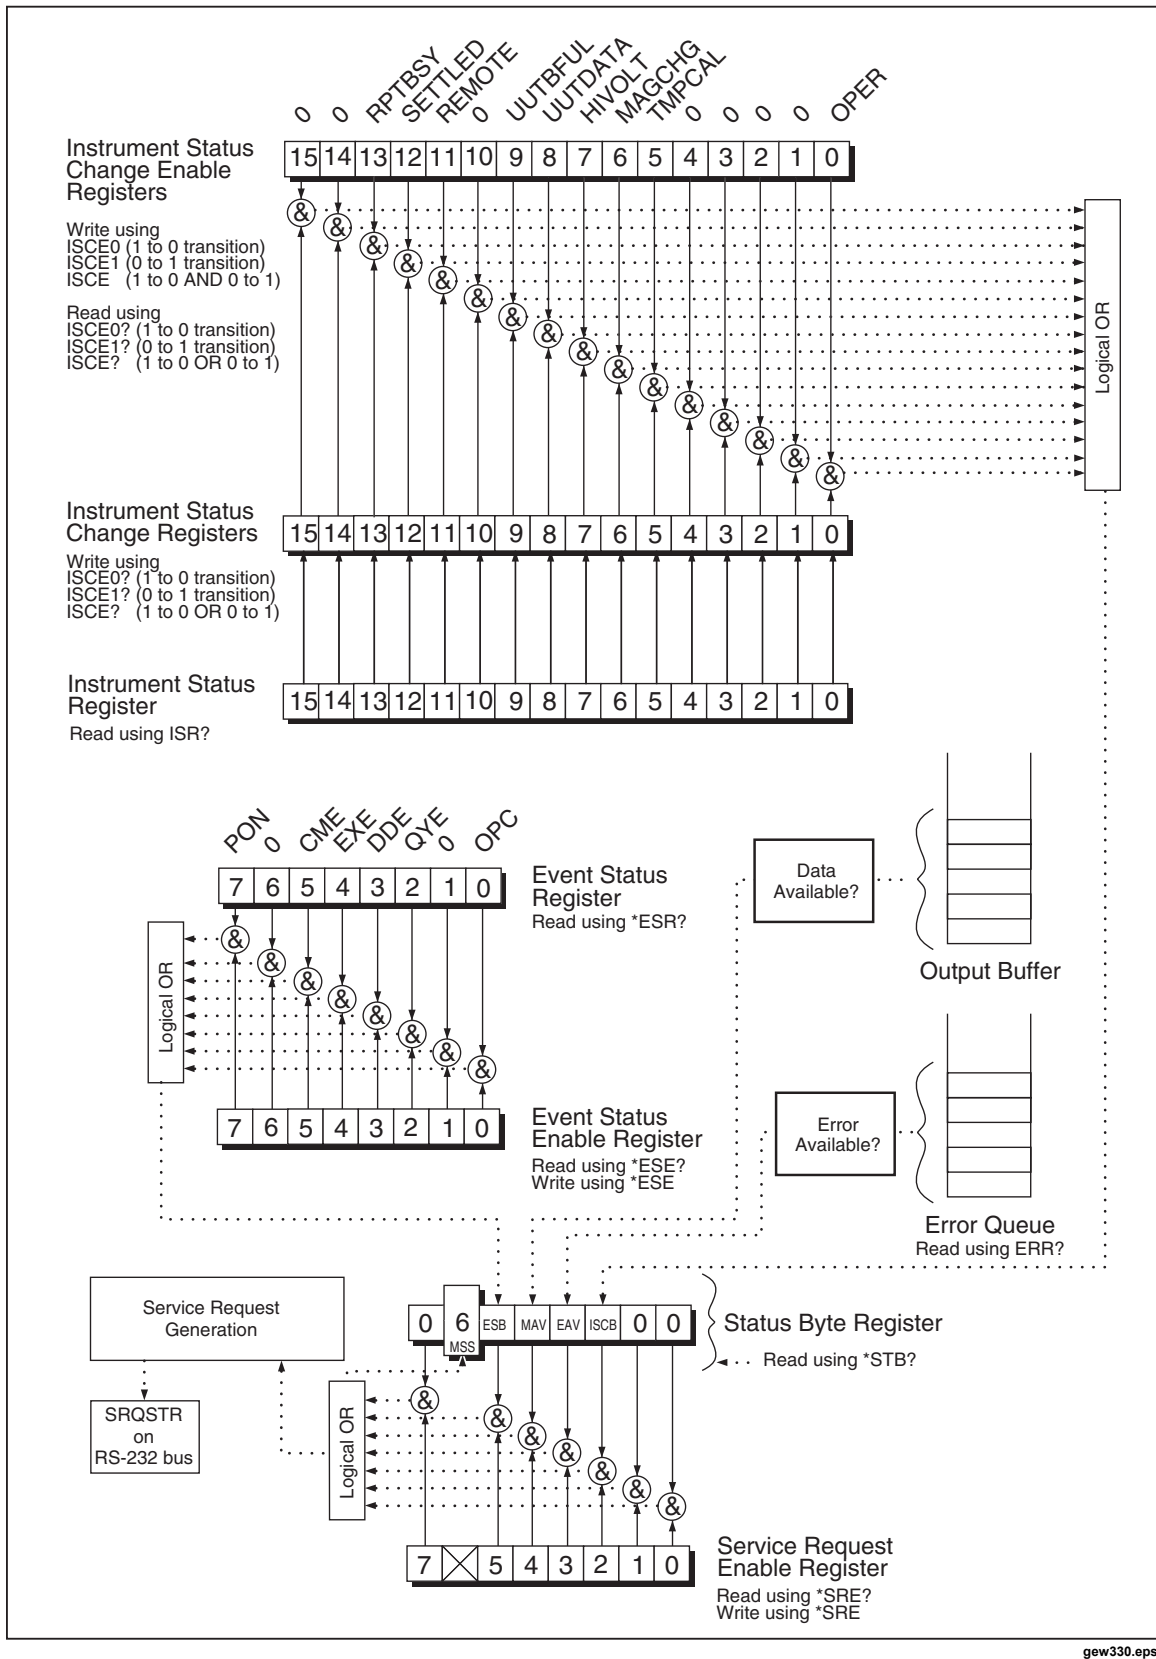 0 0 RPTBSY SETTLED REMOTE 0 UUTBFUL UUTDATA HIVOLT MAGCHG TMPCAL 0 0 0 0 OPER
Instrument Status
Change Enable
Registers
15 14 13 12 11 10 9 8 7 6 5 4 3 2 1 0
Write using
ISCE0 (1 to 0 transition)
ISCE1 (0 to 1 transition)
ISCE (1 to 0 AND 0 to 1)
Read using
ISCE0? (1 to 0 transition)
ISCE1? (0 to 1 transition)
ISCE? (1 to 0 OR 0 to 1)
& & & & & & & & & & & & & & & &
Logical OR
Instrument Status
Change Registers
15 14 13 12 11 10 9 8 7 6 5 4 3 2 1 0
Write using
ISCE0? (1 to 0 transition)
ISCE1? (0 to 1 transition)
ISCE? (1 to 0 OR 0 to 1)
Instrument Status
Register
15 14 13 12 11 10 9 8 7 6 5 4 3 2 1 0
Read using ISR?
PON 0 CME EXE DDE QYE 0 OPC
7 6 5 4 3 2 1 0
Event Status
Register
Read using *ESR?
& & & & & & & &
Logical OR
Data
Available?
Output Buffer
7 6 5 4 3 2 1 0
Event Status
Enable Register
Read using *ESE?
Write using *ESE
Error
Available?
Error Queue
Read using ERR?
Service Request
Generation
0 6 ESB MAV EAV ISCB 0 0
MSS
Status Byte Register
Read using *STB?
SRQSTR
on
RS-232 bus
Logical OR
& & & & & & &
7 5 4 3 2 1 0
Service Request
Enable Register
Read using *SRE?
Write using *SRE
gew330.eps